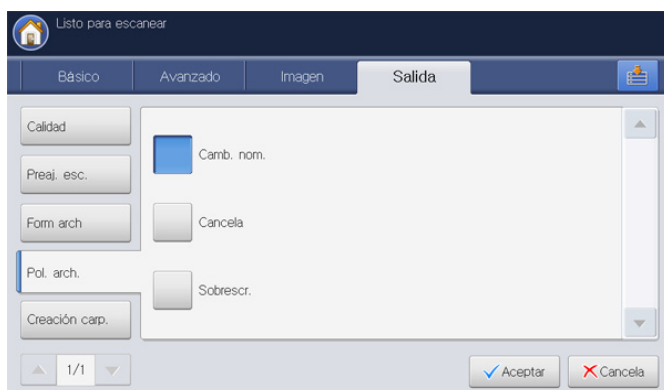 Listo para escanear
Básico
Avanzado
Imagen
Salida
Calidad
Preaj. esc.
Form arch
Pol. arch.
Creación carp.
Camb. nom.
Cancela
Sobrescr.
1/1
Aceptar
Cancela